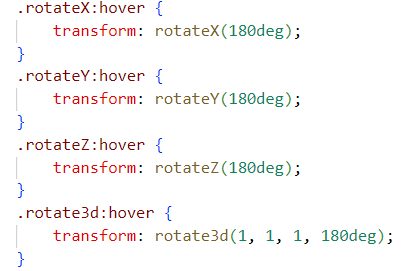 .rotateX:hover {
    transform: rotateX(180deg);
}
.rotateY:hover {
    transform: rotateY(180deg);
}
.rotateZ:hover {
    transform: rotateZ(180deg);
}
.rotate3d:hover {
    transform: rotate3d(1, 1, 1, 180deg);
}